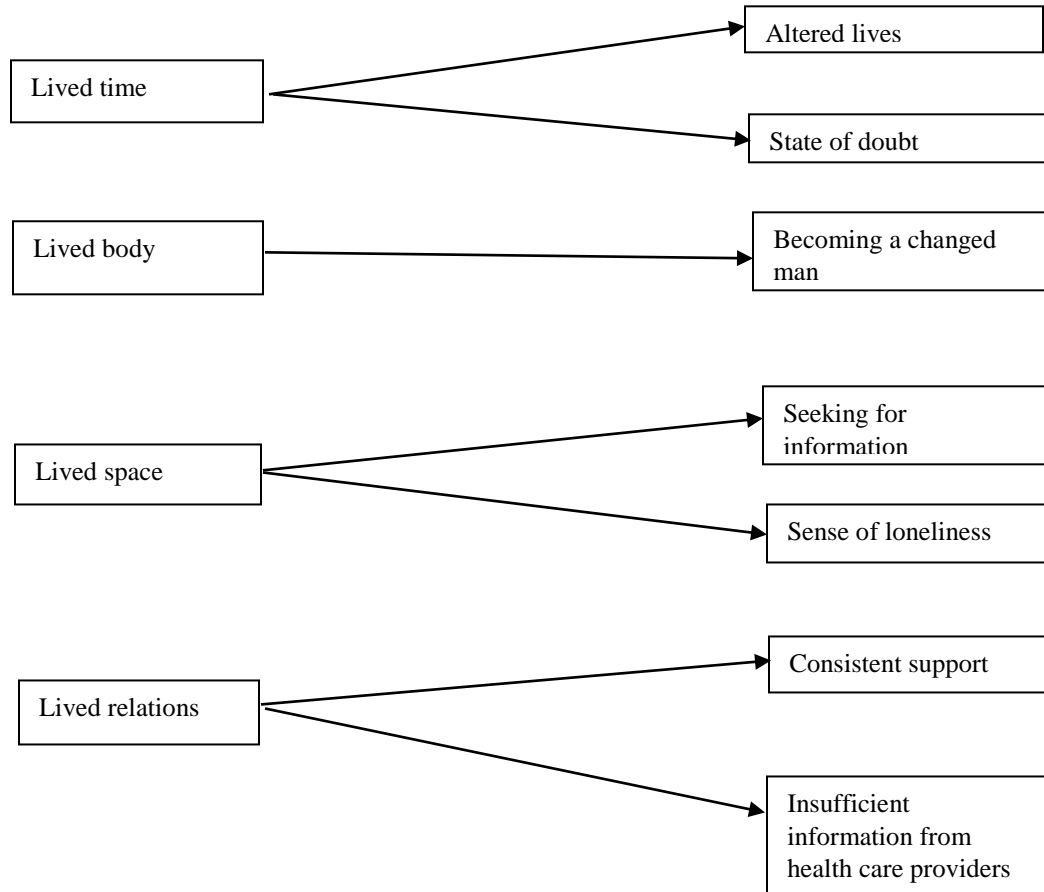 Altered lives
Lived time
State of doubt
Lived body
Becoming a changed
man
Seeking for
information
Lived space
Sense of loneliness
Consistent support
Lived relations
Insufficient
information from
health care providers